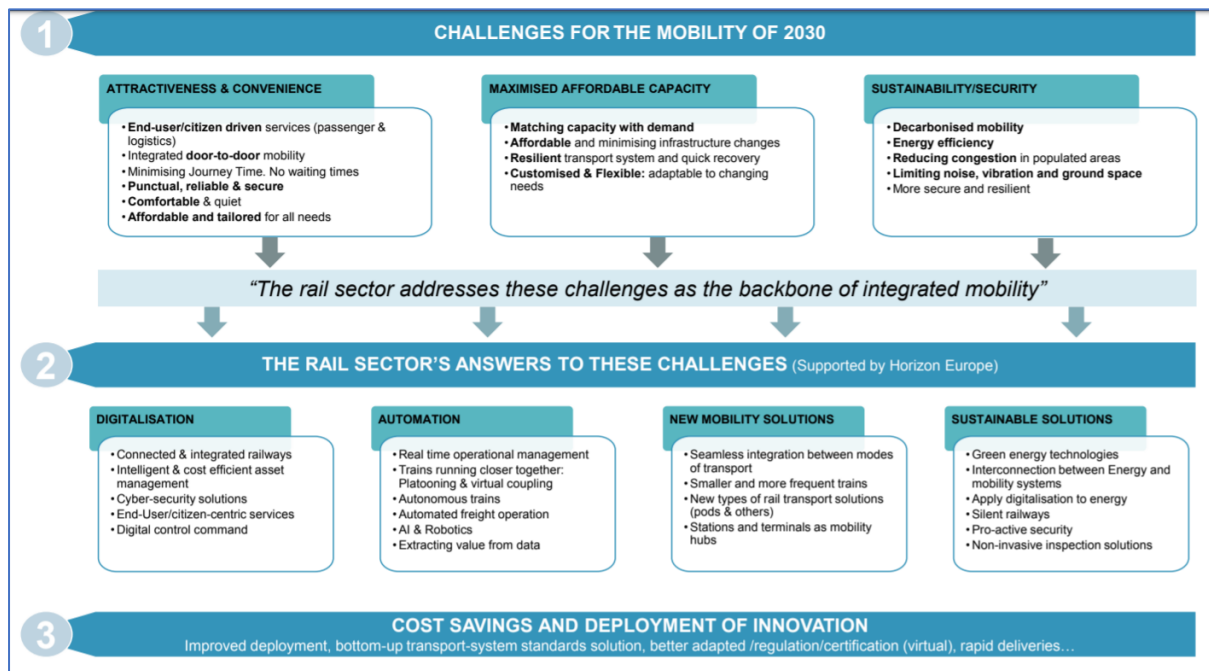 1
CHALLENGES FOR THE MOBILITY OF 2030
ATTRACTIVENESS & CONVENIENCE
•End-user/citizen driven services (passenger &
logistics)
•Integrated door-to-door mobility
•Minimising Journey Time. No waiting times
•Punctual, reliable & secure
•Comfortable & quiet
•Affordable and tailored for all needs
MAXIMISED AFFORDABLE CAPACITY
•Matching capacity with demand
•Affordable and minimising infrastructure changes
•Resilient transport system and quick recovery
•Customised & Flexible: adaptable to changing
needs
SUSTAINABILITY/SECURITY
•Decarbonised mobility
•Energy efficiency
•Reducing congestion in populated areas
•Limiting noise, vibration and ground space
•More secure and resilient
“The rail sector addresses these challenges as the backbone of integrated mobility”
2
THE RAIL SECTOR’S ANSWERS TO THESE CHALLENGES (Supported by Horizon Europe)
DIGITALISATION
•Connected & integrated railways
•Intelligent & cost efficient asset
management
•Cyber-security solutions
•End-User/citizen-centric services
•Digital control command
AUTOMATION
•Real time operational management
•Trains running closer together:
Platooning & virtual coupling
•Autonomous trains
•Automated freight operation
•AI & Robotics
•Extracting value from data
NEW MOBILITY SOLUTIONS
•Seamless integration between modes
of transport
•Smaller and more frequent trains
•New types of rail transport solutions
(pods & others)
•Stations and terminals as mobility
hubs
SUSTAINABLE SOLUTIONS
•Green energy technologies
•Interconnection between Energy and
mobility systems
•Apply digitalisation to energy
•Silent railways
•Pro-active security
•Non-invasive inspection solutions
3
COST SAVINGS AND DEPLOYMENT OF INNOVATION
Improved deployment, bottom-up transport-system standards solution, better adapted /regulation/certification (virtual), rapid deliveries…